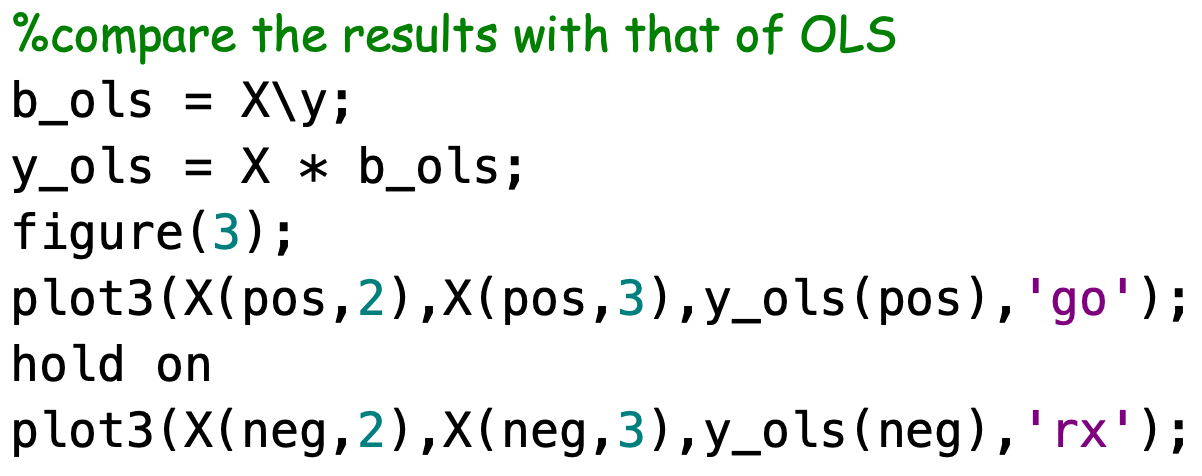 %compare the results with that of OLS
b_ols = X\y;
y_ols = X * b_ols;
figure(3);
plot3(X(pos,2),X(pos,3),y_ols(pos),'go');
hold on
plot3(X(neg,2),X(neg,3),y_ols(neg),'rx');